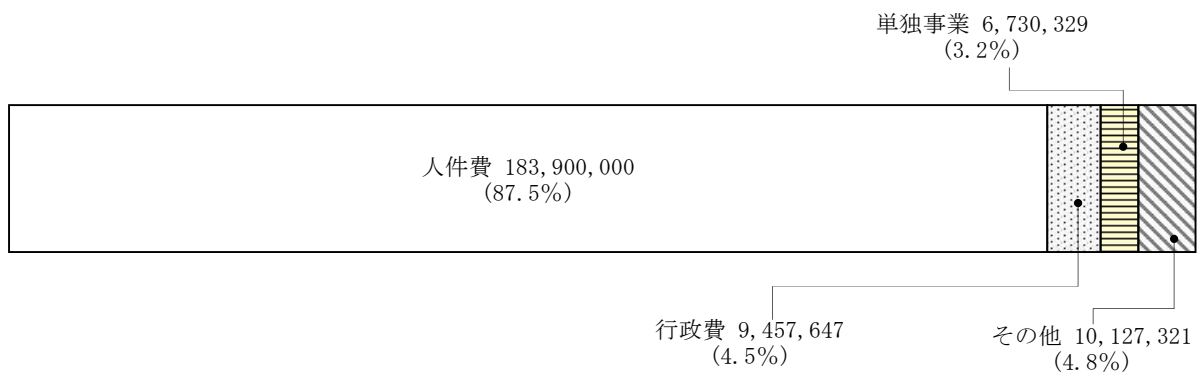 単独事業 6,730,329
(3.2%)
人件費 183,900,000
(87.5%)
行政費 9,457,647
(4.5%)
その他 10,127,321
(4.8%)